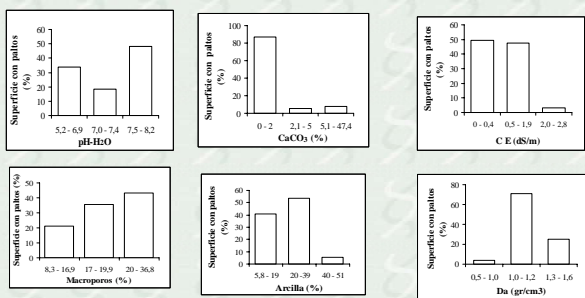 Superficie con paltos
(%)
60
50
40
30
20
10
0
5,2 - 6,9 7,0 - 7,4 7,5 - 8,2
pH-H2O
Superficie con paltos
(%)
100
80
60
40
20
0
0 - 2 2,1 - 5 5,1 - 47,4
CaCO3 (%)
Superficie con paltos
(%)
60
50
40
30
20
10
0
0 - 0,4 0,5 - 1,9 2,0 - 2,8
C E (dS/m)
Superficie con paltos (%)
50
40
30
20
10
0
8,3 - 16,9 17 - 19,9 20 - 36,8
Macroporos (%)
Superficie con paltos
(%)
60
50
40
30
20
10
0
5,8 - 19 20 -39 40 - 51
Arcilla (%)
Superficie con paltos
(%)
80
60
40
20
0
0,5 - 1,0 1,0 - 1,2 1,3 - 1,6
Da (gr/cm3)